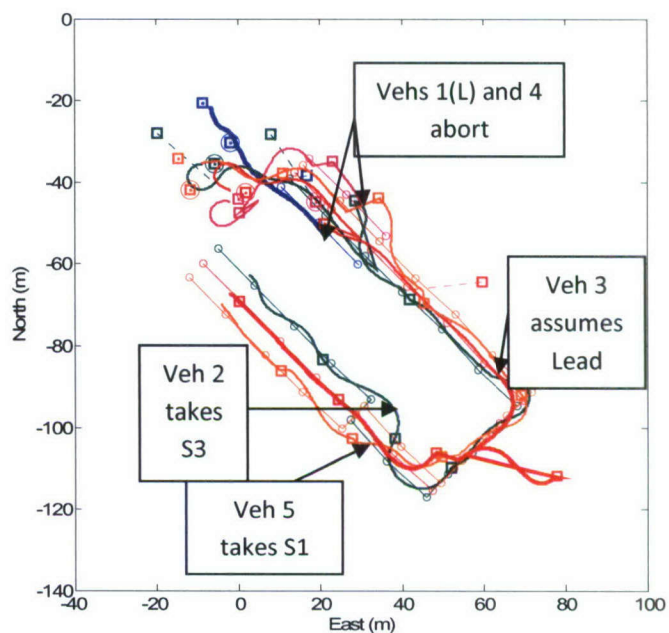 0
-20
-40
-60
-80
-100
-120
-140
North (m)
Vehs 1(L) and 4
abort
Veh 3
assumes
Lead
Veh 2
takes
S3
Veh 5
takes S1
-40
-20
0
20
40
60
80
100
East (m)